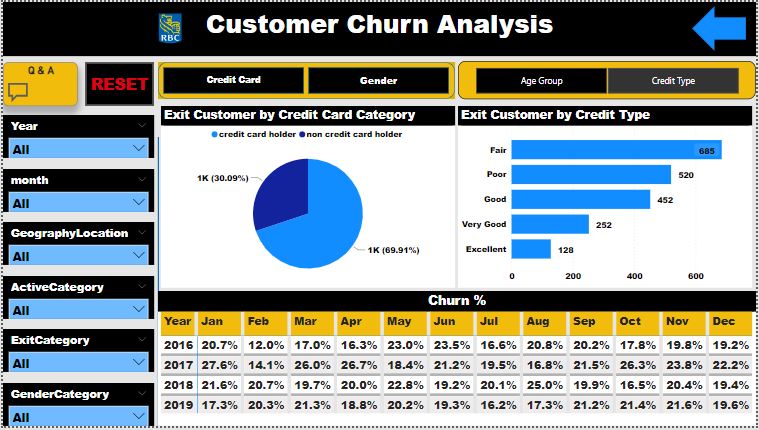 Customer Churn Analysis
RBC
Q & A
RESET
Credit Card
Gender
Age Group
Credit Type
Year
All
month
All
GeographyLocation
All
ActiveCategory
All
ExitCategory
All
GenderCategory
All
Exit Customer by Credit Card Category
credit card holder non credit card holder
1K (30.09%)
1K (69.91%)
Exit Customer by Credit Type
Fair 685
Poor 520
Good 452
Very Good 252
Excellent 128
0 200 400 600
Churn %
Year Jan Feb Mar Apr May Jun Jul Aug Sep Oct Nov Dec
2016 20.7% 12.0% 17.0% 16.3% 23.0% 23.5% 16.6% 20.8% 20.2% 17.8% 19.8% 19.2%
2017 27.6% 14.1% 26.0% 26.7% 18.4% 21.2% 19.5% 16.8% 21.5% 26.3% 23.8% 22.2%
2018 21.6% 20.7% 19.7% 20.0% 22.8% 19.2% 20.1% 25.0% 19.9% 16.5% 20.4% 19.4%
2019 17.3% 20.3% 21.3% 18.8% 20.2% 19.3% 16.2% 17.3% 21.2% 21.4% 21.6% 19.6%